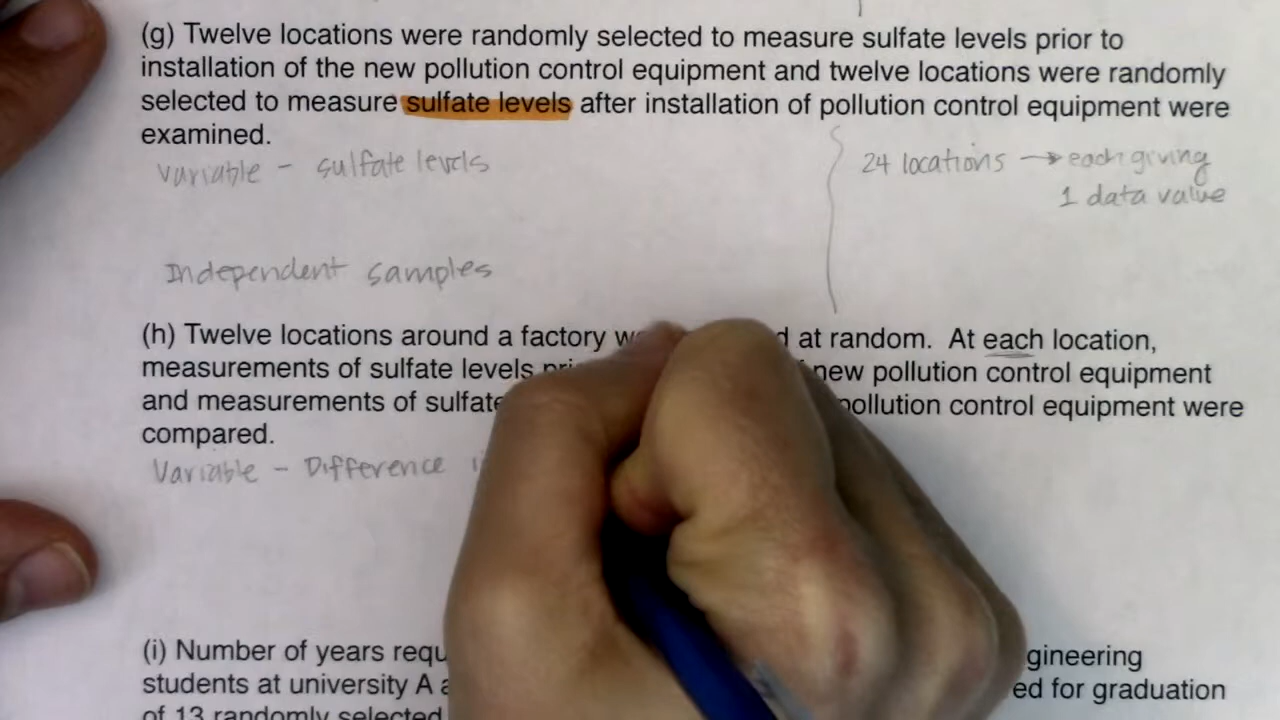 (g) Twelve locations were randomly selected to measure sulfate levels prior to
installation of the new pollution control equipment and twelve locations were randomly
selected to measure sulfate levels after installation of pollution control equipment were
examined.
Variable - sulfate levels
24 locations → each giving
1 data value
Independent samples
(h) Twelve locations around a factory at random. At each location,
measurements of sulfate levels new pollution control equipment
and measurements of sulfate pollution control equipment were
compared.
Variable - Difference
(i) Number of years requ gineering
students at university A ed for graduation
of 13 randomly selected